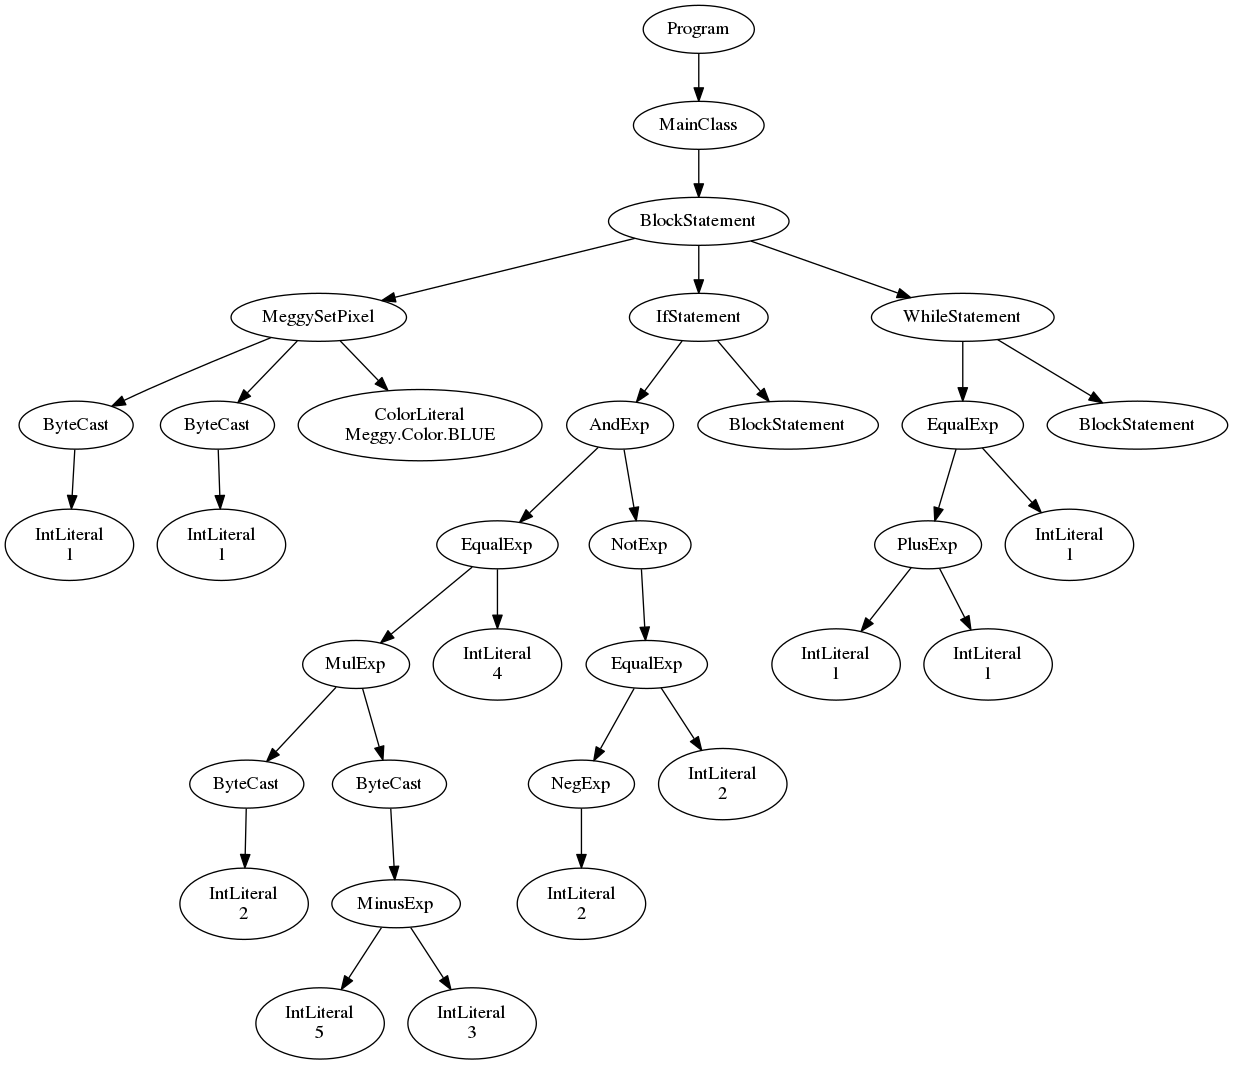 Program
MainClass
BlockStatement
MeggySetPixel
IfStatement
WhileStatement
ByteCast
ByteCast
ColorLiteral
Meggy.Color.BLUE
AndExp
BlockStatement
EqualExp
BlockStatement
IntLiteral
1
IntLiteral
1
EqualExp
NotExp
PlusExp
IntLiteral
1
MulExp
IntLiteral
4
EqualExp
IntLiteral
1
IntLiteral
1
ByteCast
ByteCast
NegExp
IntLiteral
2
IntLiteral
2
MinusExp
IntLiteral
2
IntLiteral
5
IntLiteral
3